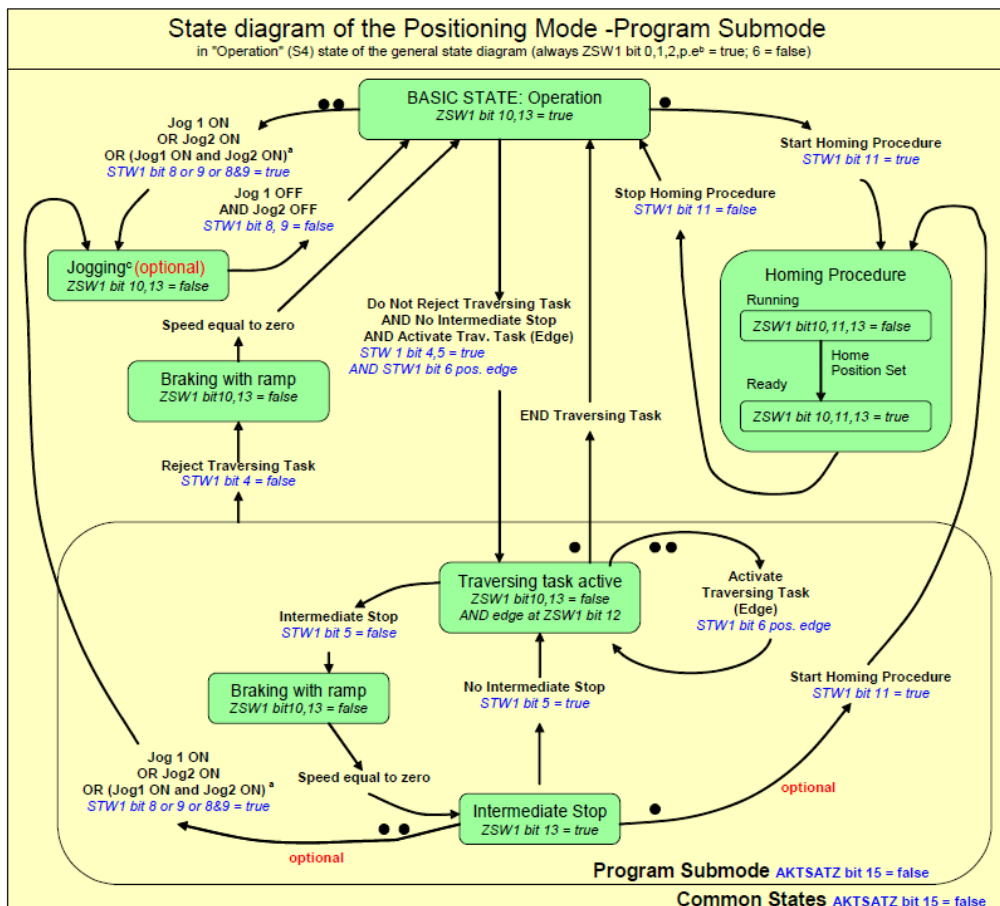 State diagram of the Positioning Mode -Program Submode
in "Operation" (S4) state of the general state diagram (always ZSW1 bit 0,1,2,p.eᵇ = true; 6 = false)
BASIC STATE: Operation
ZSW1 bit 10,13 = true
Jog 1 ON
OR Jog2 ON
OR (Jog1 ON and Jog2 ON)ᵃ
STW1 bit 8 or 9 or 8&9 = true
Start Homing Procedure
STW1 bit 11 = true
Jog 1 OFF
AND Jog2 OFF
STW1 bit 8, 9 = false
Stop Homing Procedure
STW1 bit 11 = false
Joggingᶜ (optional)
ZSW1 bit 10,13 = false
Homing Procedure
Running
ZSW1 bit10,11,13 = false
Home
Position Set
Ready
ZSW1 bit 10,11,13 = true
Do Not Reject Traversing Task
AND No Intermediate Stop
AND Activate Trav. Task (Edge)
STW 1 bit 4,5 = true
AND STW1 bit 6 pos. edge
Speed equal to zero
Braking with ramp
ZSW1 bit10,13 = false
END Traversing Task
Reject Traversing Task
STW1 bit 4 = false
Traversing task active
ZSW1 bit10,13 = false
AND edge at ZSW1 bit 12
Activate
Traversing Task
(Edge)
STW1 bit 6 pos. edge
Intermediate Stop
STW1 bit 5 = false
Braking with ramp
ZSW1 bit10,13 = false
No Intermediate Stop
STW1 bit 5 = true
Start Homing Procedure
STW1 bit 11 = true
Jog 1 ON
OR Jog2 ON
OR (Jog1 ON and Jog2 ON)ᵃ
STW1 bit 8 or 9 or 8&9 = true
Speed equal to zero
Intermediate Stop
ZSW1 bit 13 = true
optional
optional
Program Submode AKTSATZ bit 15 = false
Common States AKTSATZ bit 15 = false